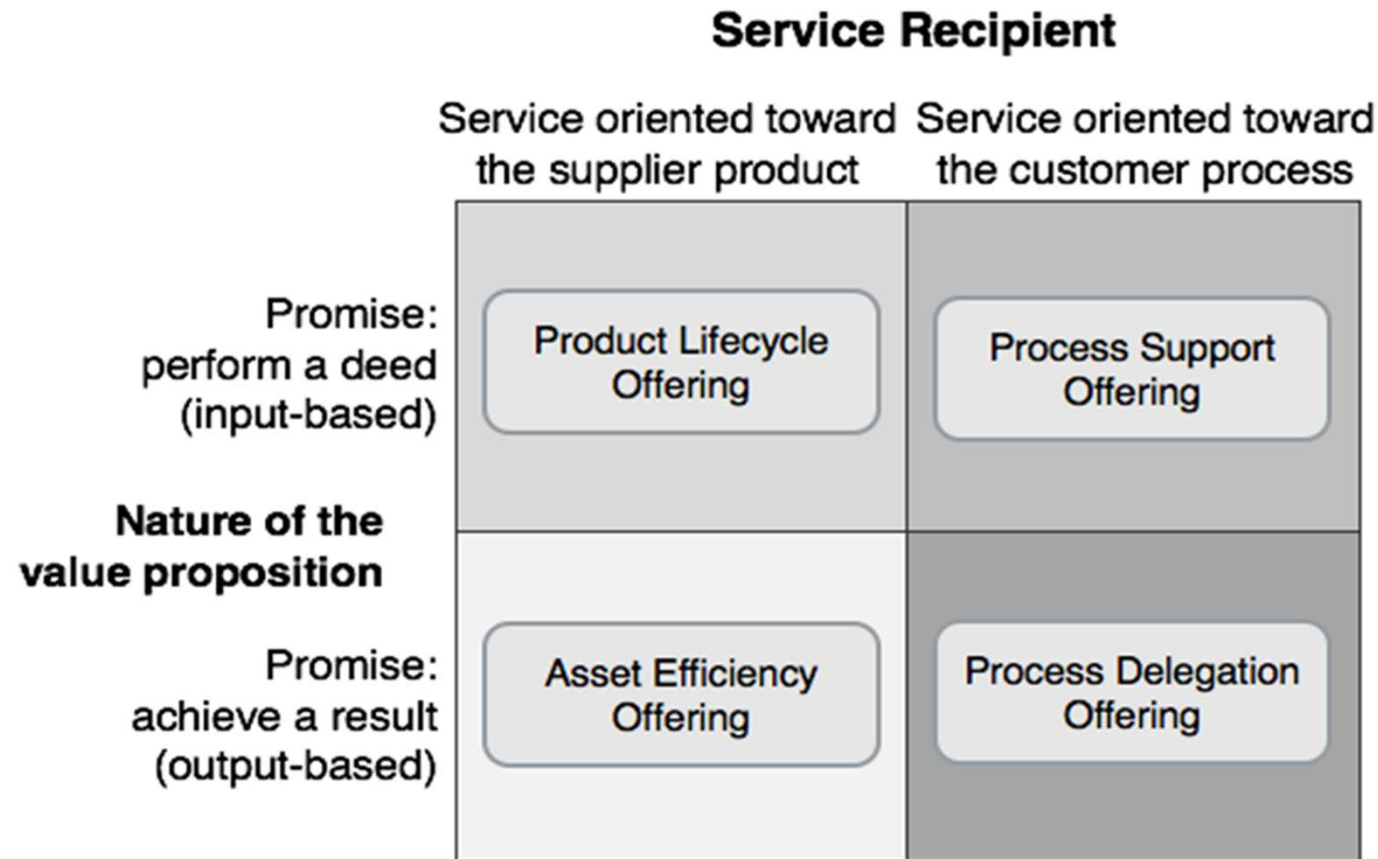 Service Recipient
Service oriented toward
the supplier product
Service oriented toward
the customer process
Promise:
perform a deed
(input-based)
Product Lifecycle
Offering
Process Support
Offering
Nature of the
value proposition
Promise:
achieve a result
(output-based)
Asset Efficiency
Offering
Process Delegation
Offering